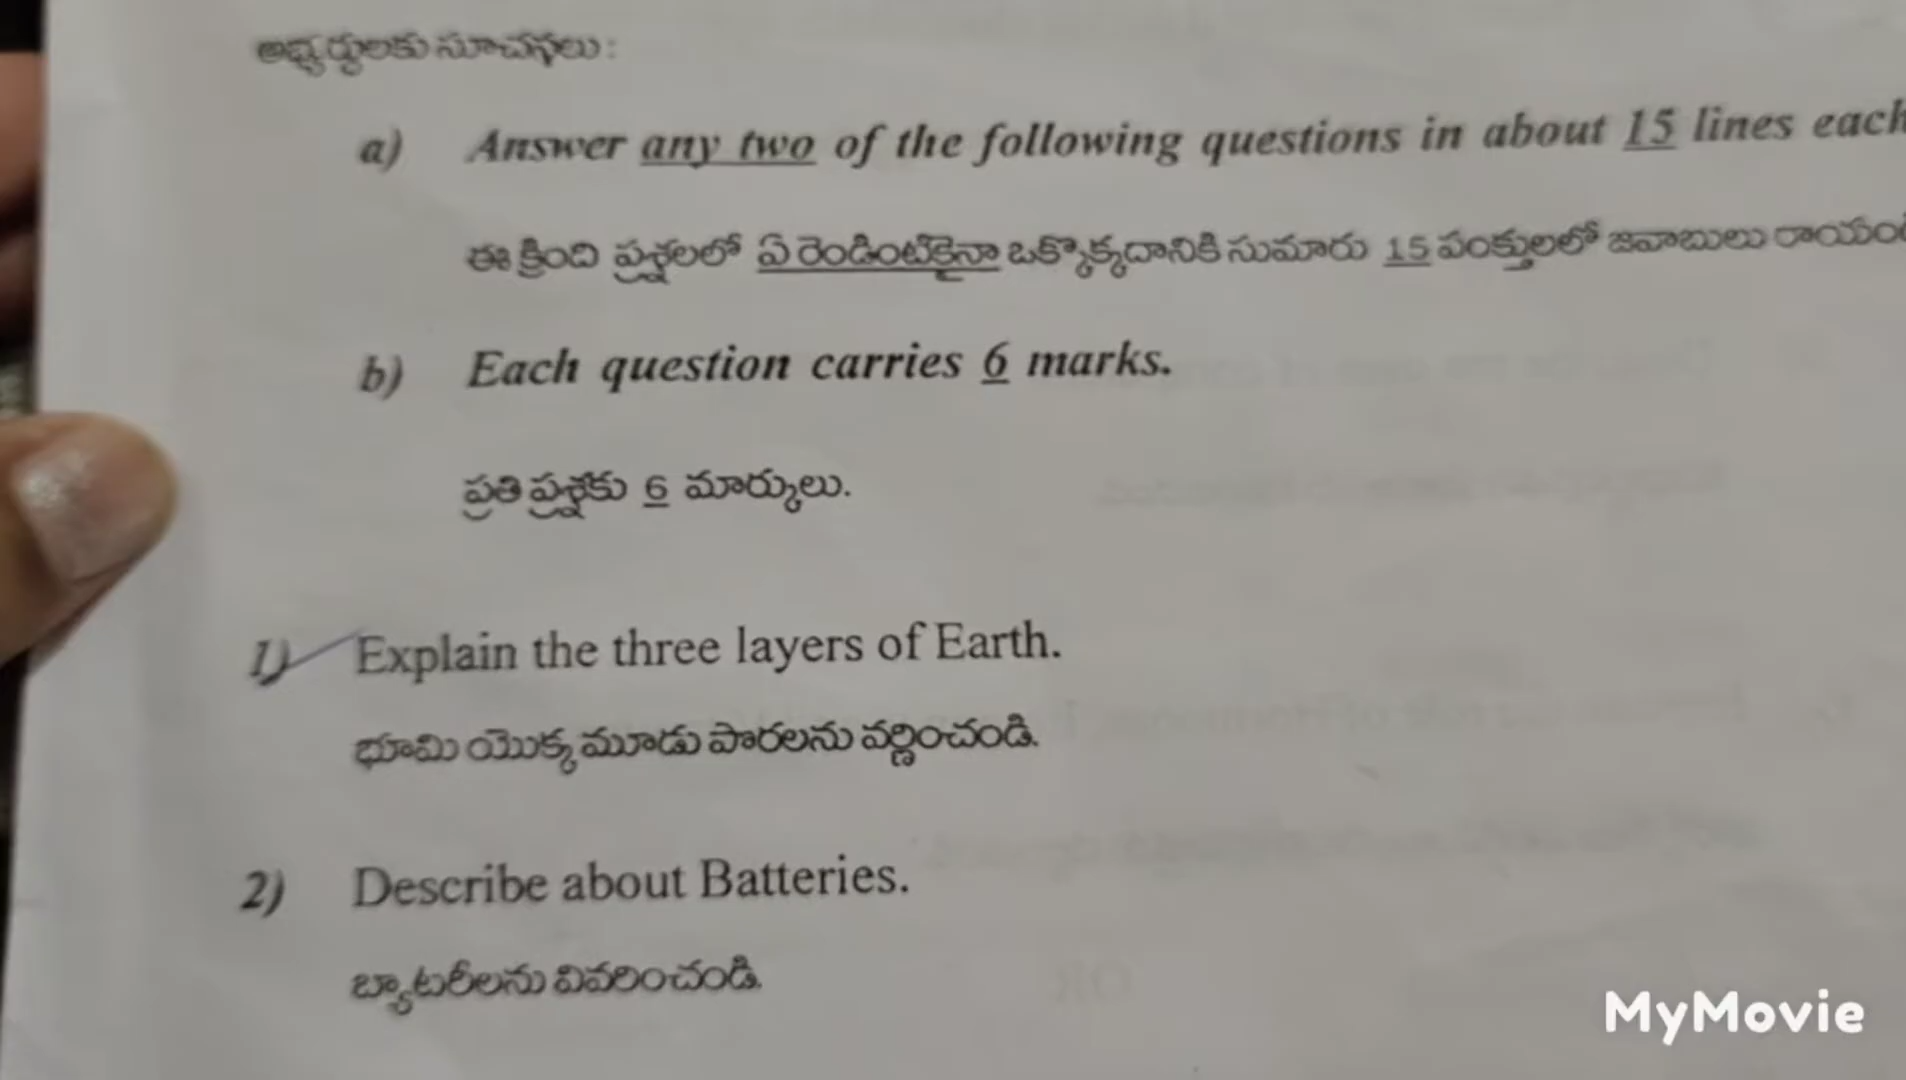 అభ్యర్థులకు సూచనలు :
a) Answer any two of the following questions in about 15 lines each
ఈ క్రింది ప్రశ్నలలో ఏ రెండింటికైనా ఒక్కొక్కదానికి సుమారు 15 పంక్తులలో జవాబులు
b) Each question carries 6 marks.
ప్రతి ప్రశ్నకు 6 మార్కులు.
1) Explain the three layers of Earth.
భూమి యొక్క మూడు పొరలను వర్ణించండి.
2) Describe about Batteries.
బ్యాటరీలను వివరించండి.
MyMovie